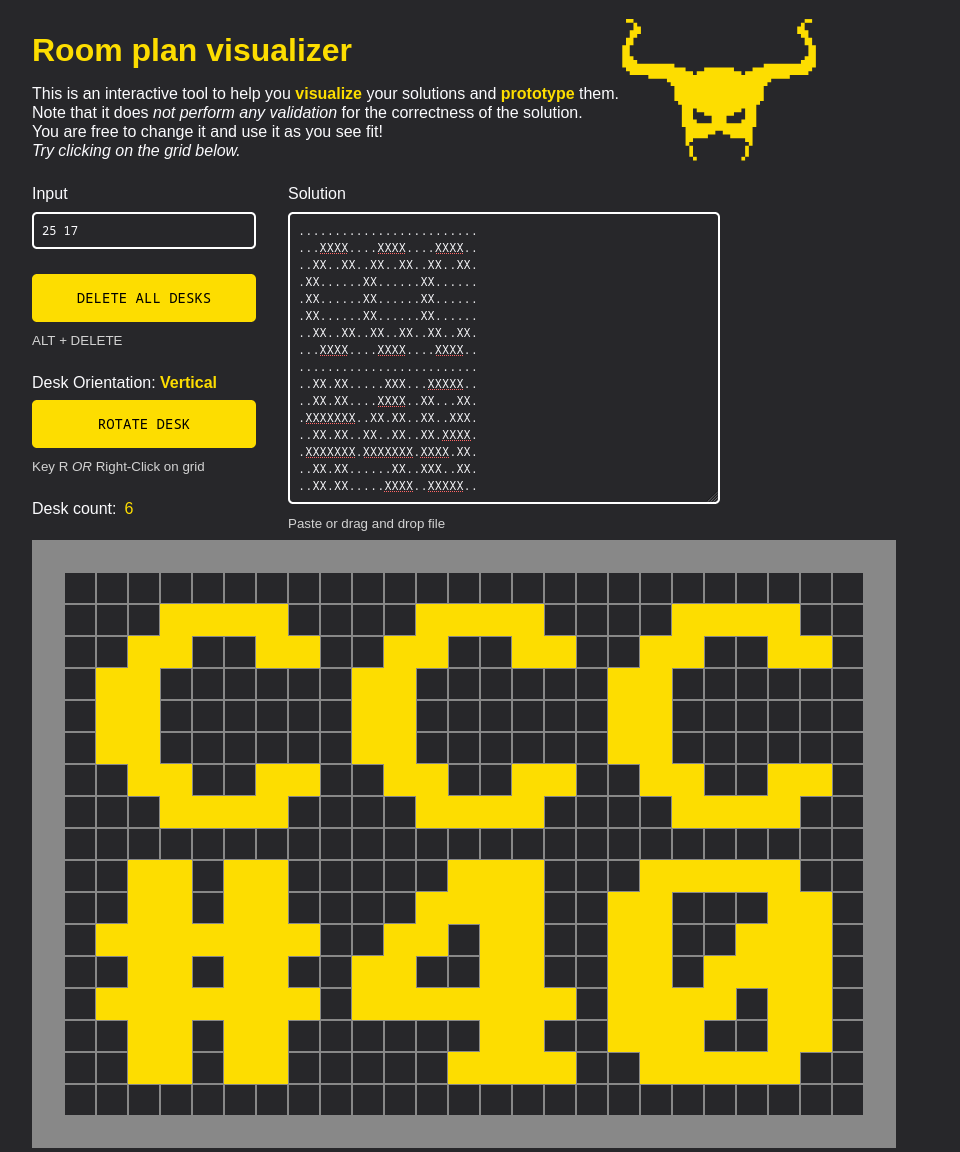 Room plan visualizer
This is an interactive tool to help you visualize your solutions and prototype them.
Note that it does not perform any validation for the correctness of the solution.
You are free to change it and use it as you see fit!
Try clicking on the grid below.
Input
25 17
DELETE ALL DESKS
ALT + DELETE
Desk Orientation: Vertical
ROTATE DESK
Key R OR Right-Click on grid
Desk count: 6
Solution
.........................
...XXXX....XXXX....XXXX..
..XX..XX..XX..XX..XX..XX.
.XX......XX......XX......
.XX......XX......XX......
.XX......XX......XX......
..XX..XX..XX..XX..XX..XX.
...XXXX....XXXX....XXXX..
.........................
..XX.XX.....XXX...XXXXX..
..XX.XX....XXXX..XX...XX.
.XXXXXXX..XX.XX..XX..XXX.
..XX.XX..XX..XX..XX.XXXX.
.XXXXXXX.XXXXXXX.XXXX.XX.
..XX.XX......XX..XXX..XX.
..XX.XX.....XXXX..XXXXX..
Paste or drag and drop file
CCC
#40